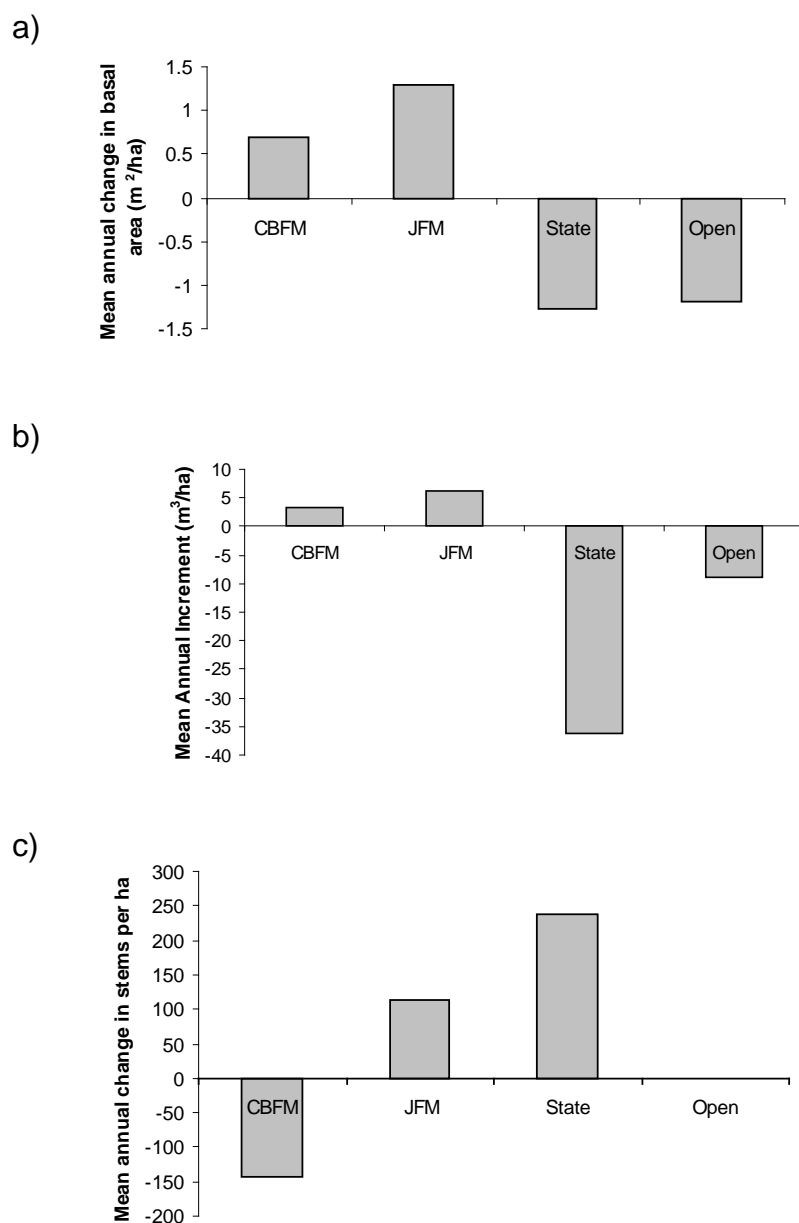 a)
Mean annual change in basal
area (m²/ha)
1.5
1
0.5
0
-0.5
-1
-1.5
CBFM
JFM
State
Open
b)
Mean Annual Increment (m³/ha)
10
5
0
-5
-10
-15
-20
-25
-30
-35
-40
CBFM
JFM
State
Open
c)
Mean annual change in stems per ha
300
250
200
150
100
50
0
-50
-100
-150
-200
CBFM
JFM
State
Open